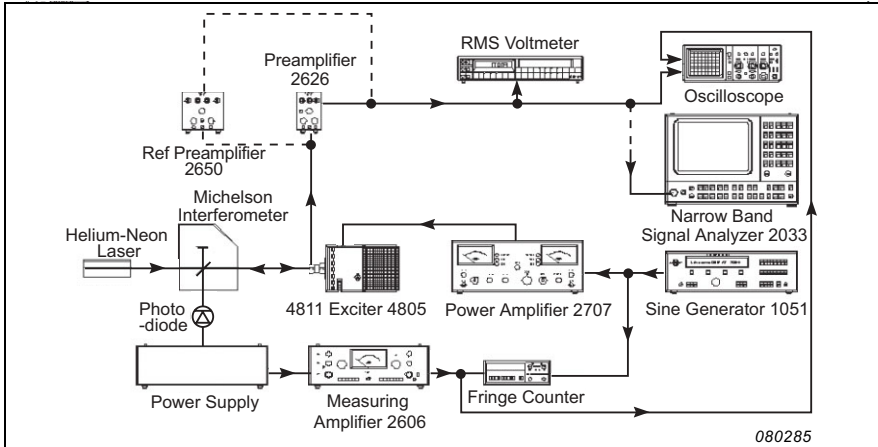 RMS Voltmeter
Preamplifier
2626
Oscilloscope
Ref Preamplifier
2650
Michelson
Interferometer
Narrow Band
Signal Analyzer 2033
Helium-Neon
Laser
4811 Exciter 4805
Power Amplifier 2707
Sine Generator 1051
Photo
-diode
Power Supply
Measuring
Amplifier 2606
Fringe Counter
080285